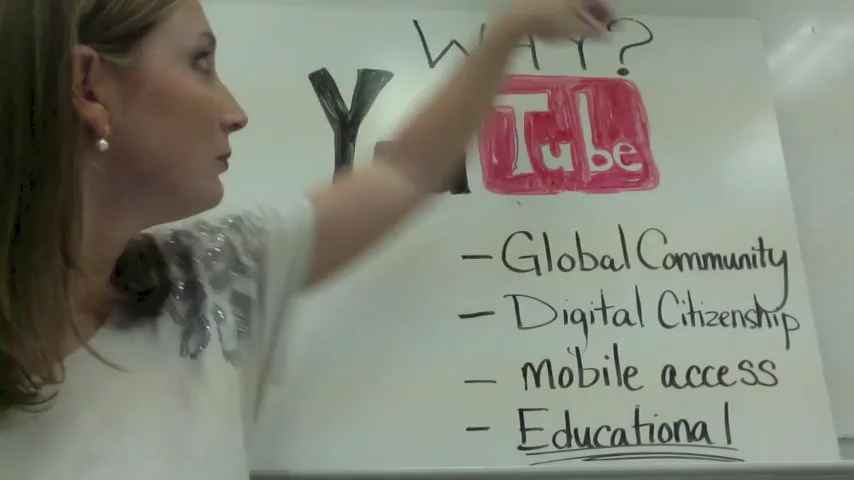 WHY?
Y Tube
- Global Community
- Digital Citizenship
- Mobile access
- Educational